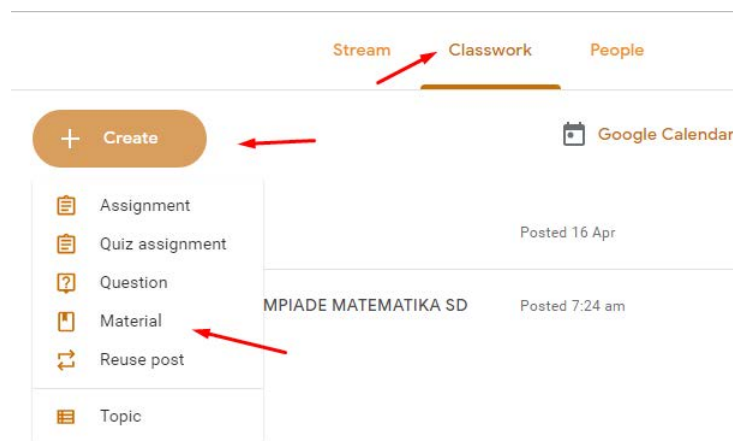 Stream Classwork People
+ Create
Google Calendar
Assignment
Quiz assignment
Posted 16 Apr
Question
MPIADE MATEMATIKA SD
Posted 7:24 am
Material
Reuse post
Topic